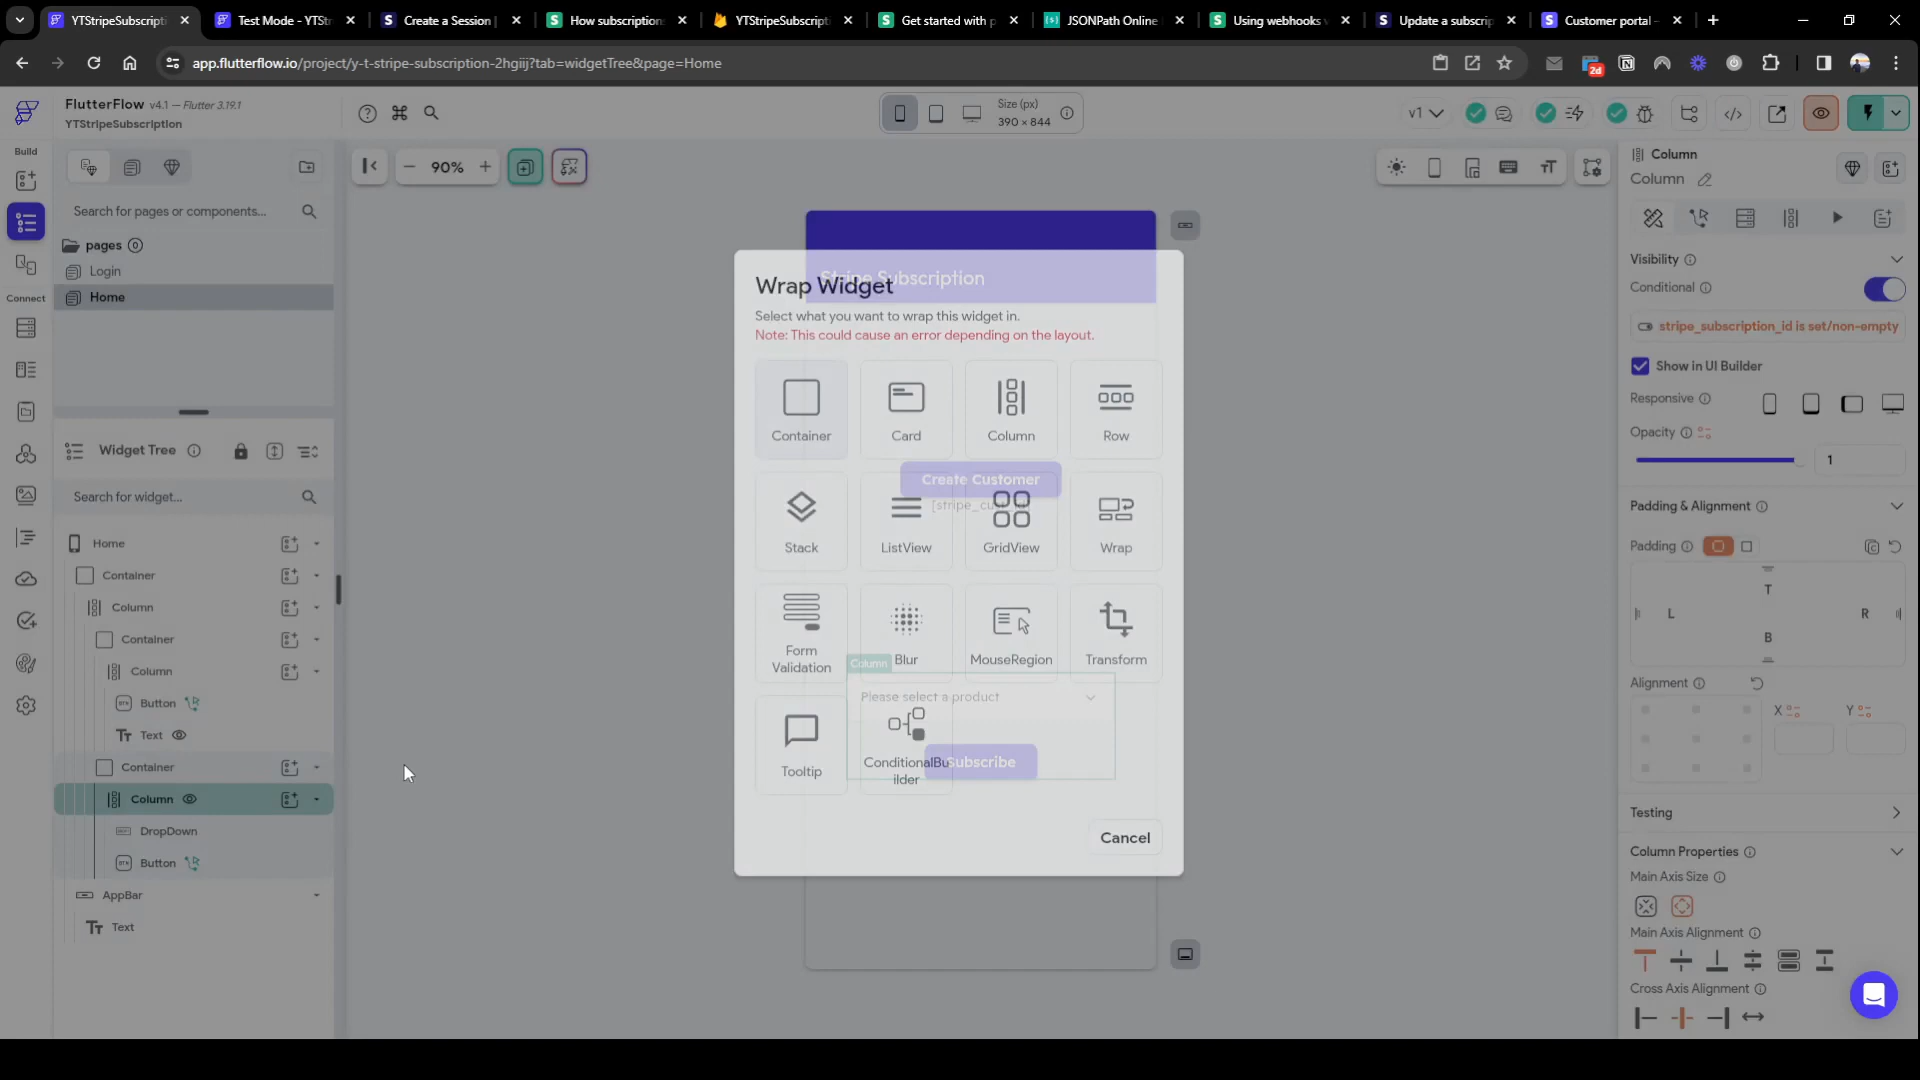 YTStripeSubscripti
Test Mode - YTSt
Create a Session |
How subscription
YTStripeSubscripti
Get started with p
JSONPath Online
Using webhooks
Update a subscrip
Customer portal -
app.flutterflow.io/project/y-t-stripe-subscription-2hgiij?tab=widgetTree&page=Home
2d
FlutterFlow v4.1 — Flutter 3.19.1
YTStripeSubscription
Size (px)
390 × 844
v1
Build
90%
Column
Column
Search for pages or components...
pages 0
Login
Home
Connect
Visibility
Conditional
stripe_subscription_id is set/non-empty
Show in UI Builder
Responsive
Opacity
1
Stripe Subscription
Wrap Widget
Select what you want to wrap this widget in.
Note: This could cause an error depending on the layout.
Container
Card
Column
Row
Create Customer
Stack
ListView
GridView
Wrap
Form
Validation
Blur
MouseRegion
Transform
Column
Please select a product
Tooltip
ConditionalBu
ilder
Subscribe
Cancel
Widget Tree
Search for widget...
Home
Container
Column
Container
Column
Button
Text
Container
Column
DropDown
Button
AppBar
Text
Padding & Alignment
Padding
T
L
R
B
Alignment
X
Y
Testing
Column Properties
Main Axis Size
Main Axis Alignment
Cross Axis Alignment